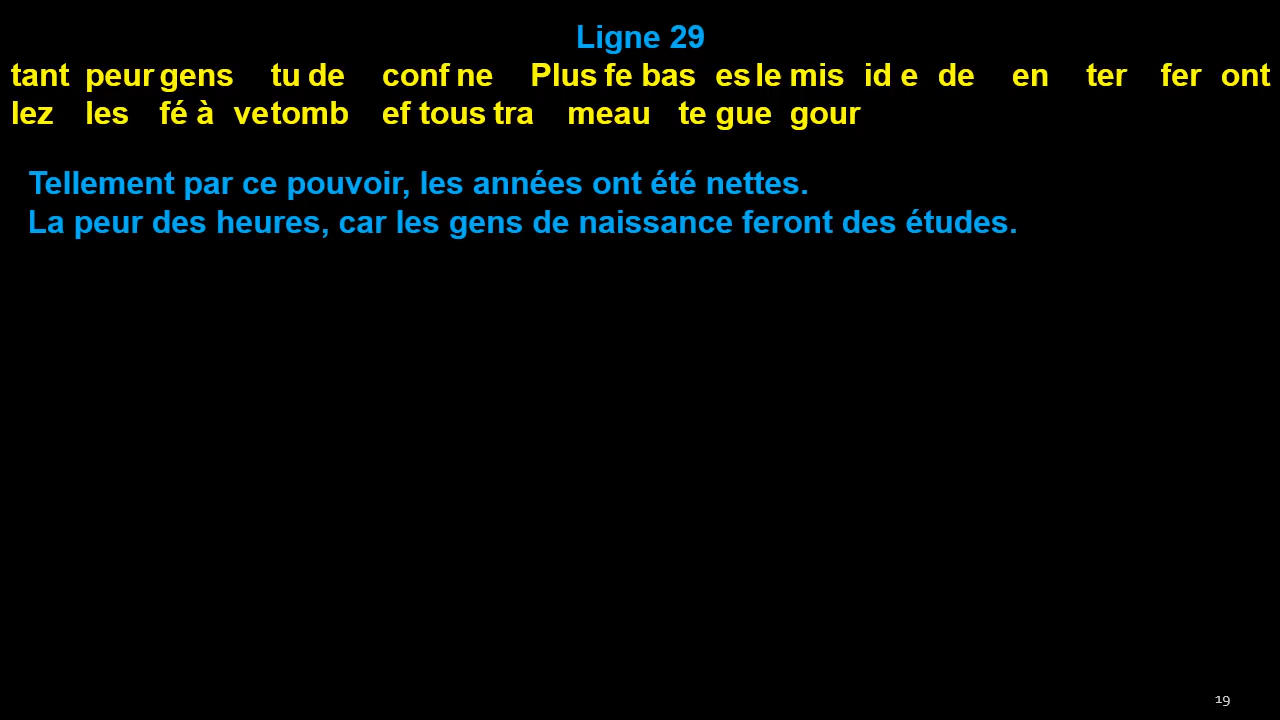 Ligne 29
tant peur gens tu de conf ne Plus fe bas es le mis id e de en ter fer ont
lez les fé à ve tomb ef tous tra meau te gue gour
Tellement par ce pouvoir, les années ont été nettes.
La peur des heures, car les gens de naissance feront des études.
19